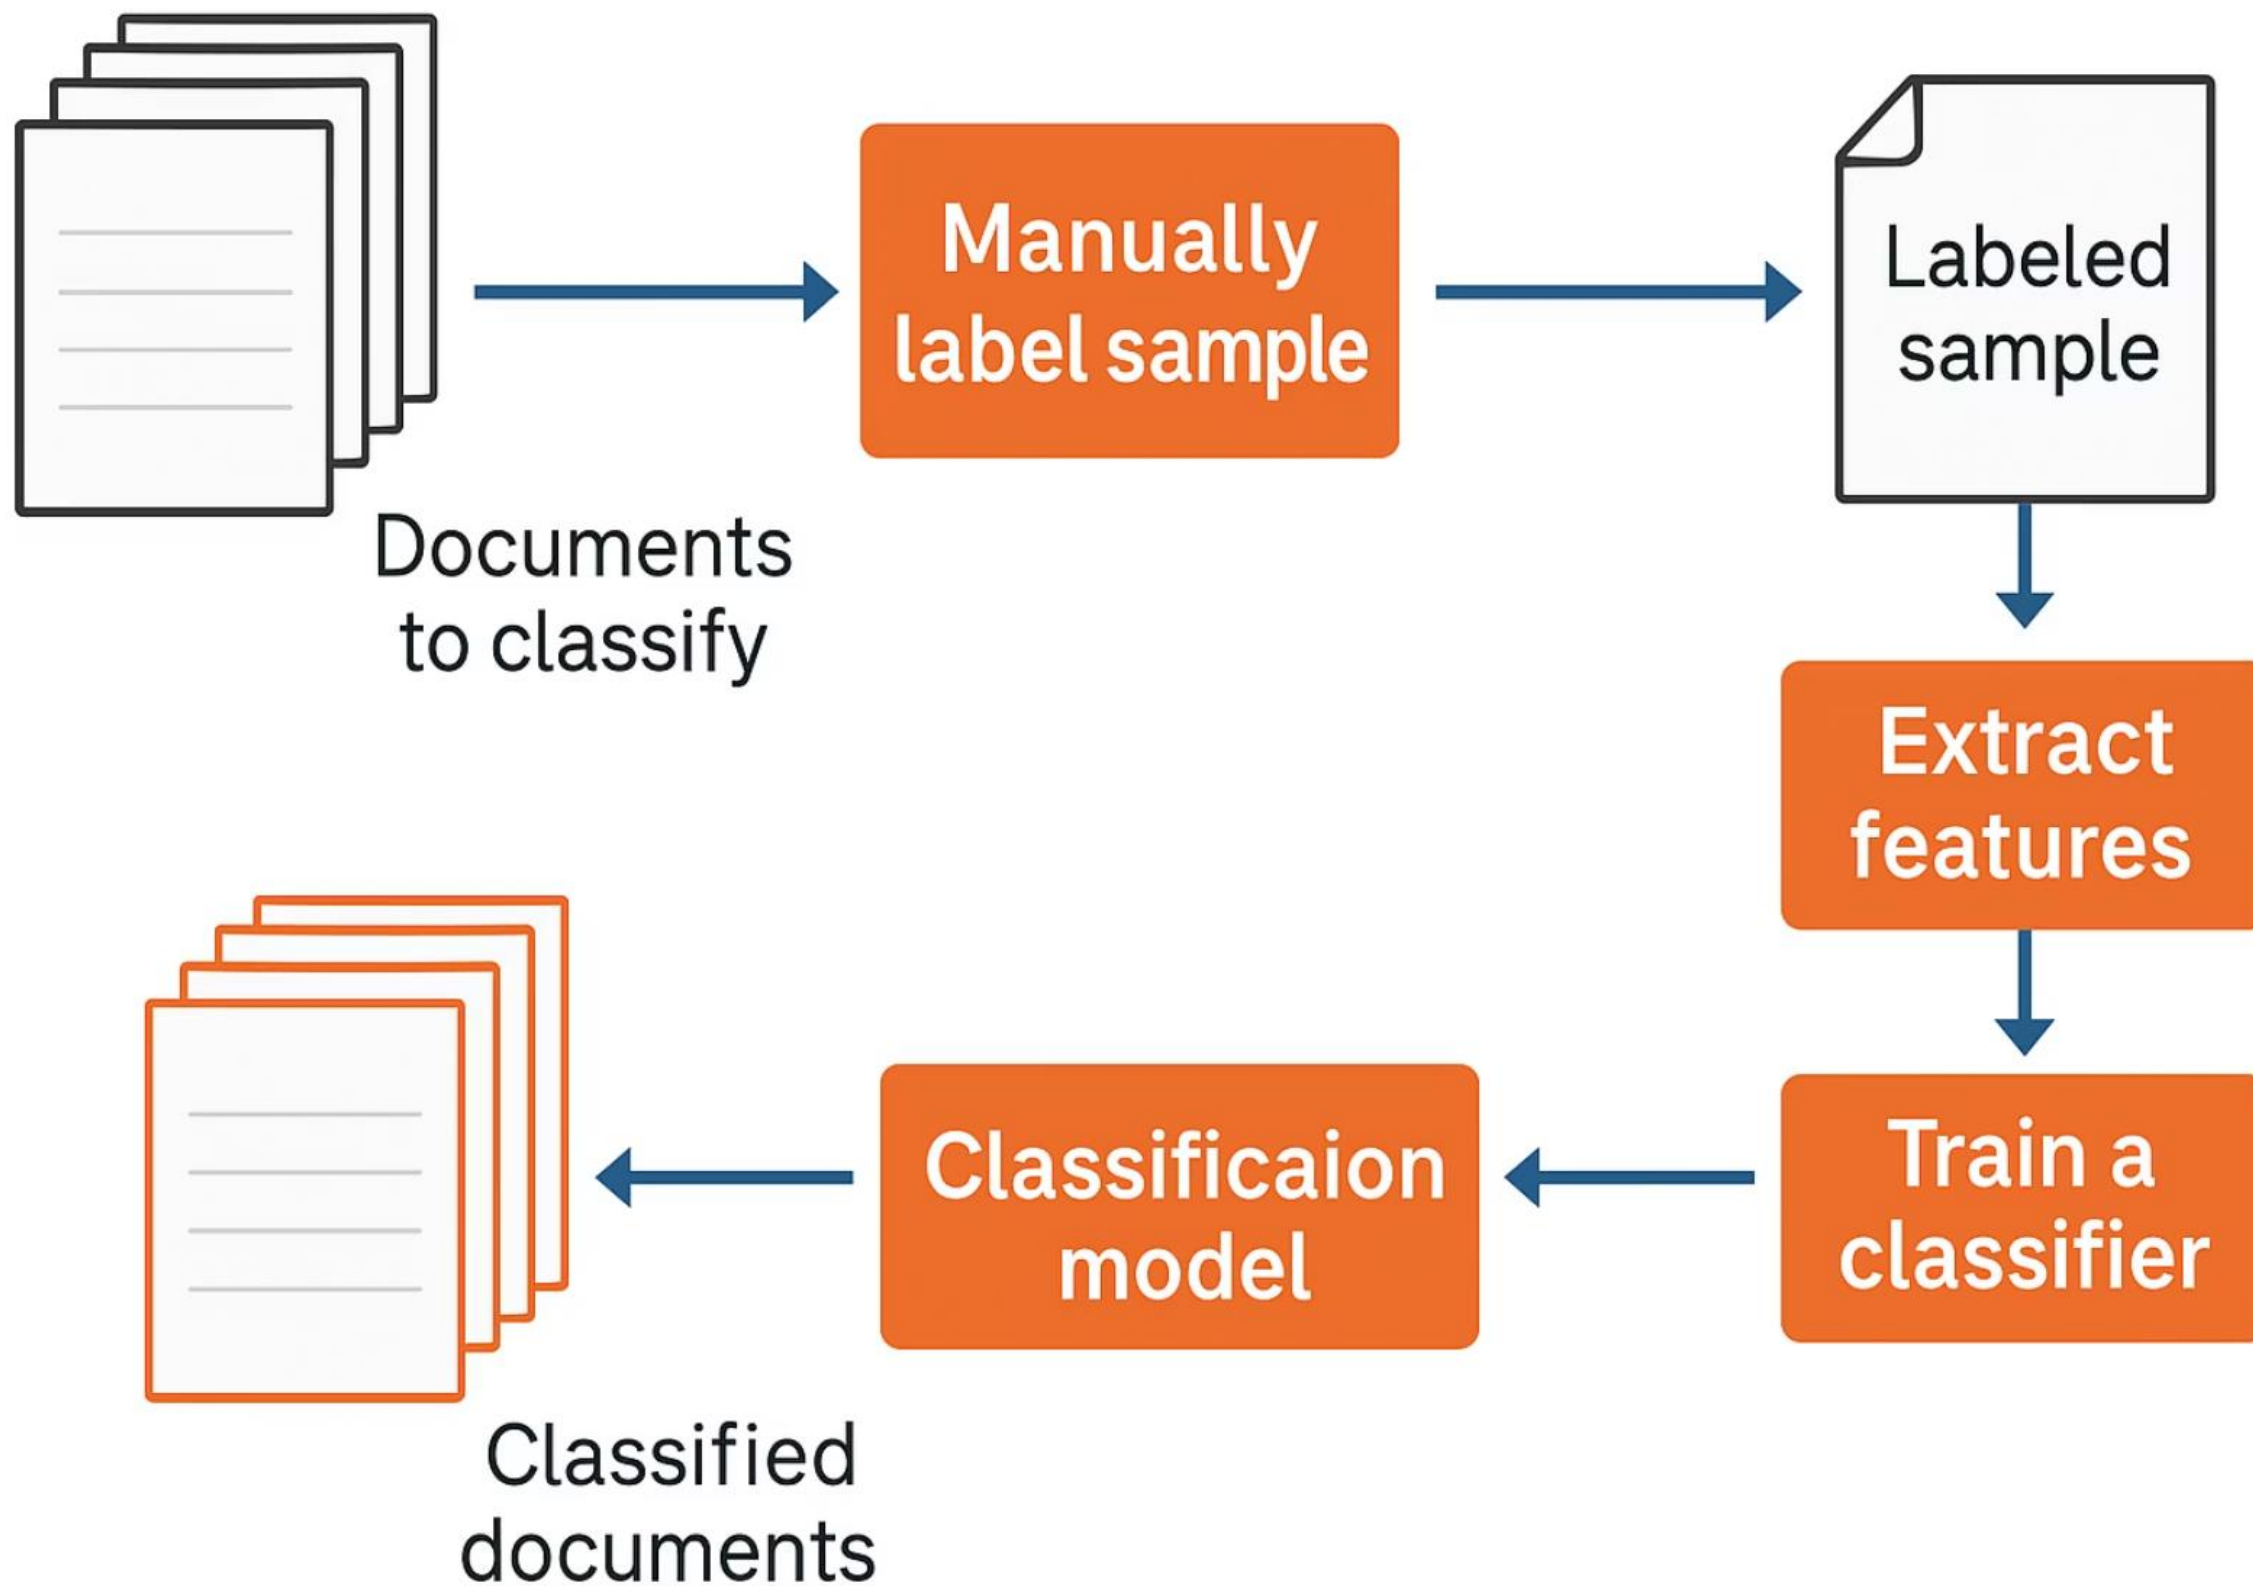 Manually
label sample
Labeled
sample
Documents
to classify
Extract
features
Train a
classifier
Classificaion
model
Classified
documents